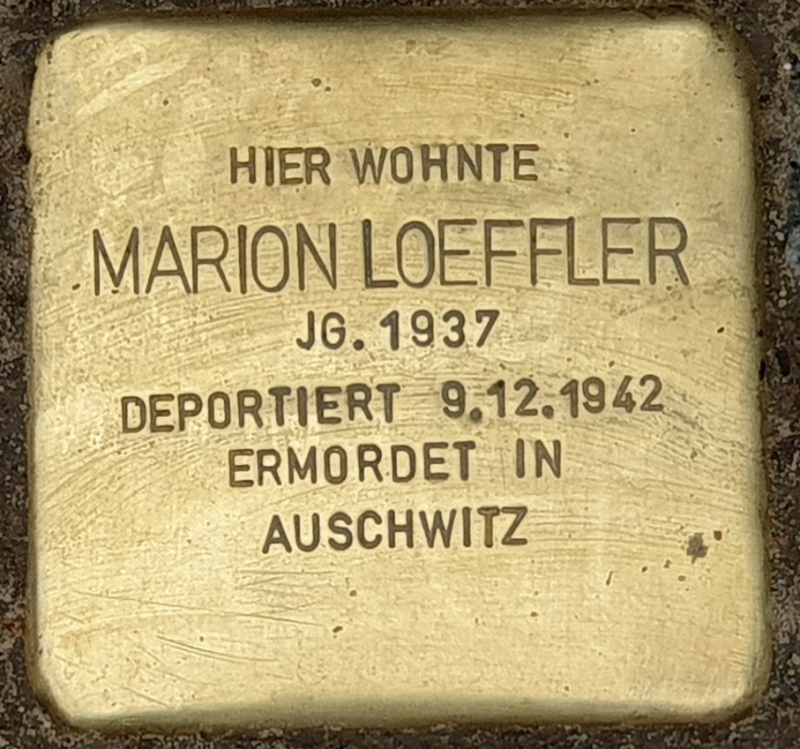 HIER WOHNTE
MARION LOEFFLER
JG. 1937
DEPORTIERT 9.12.1942
ERMORDET IN
AUSCHWITZ